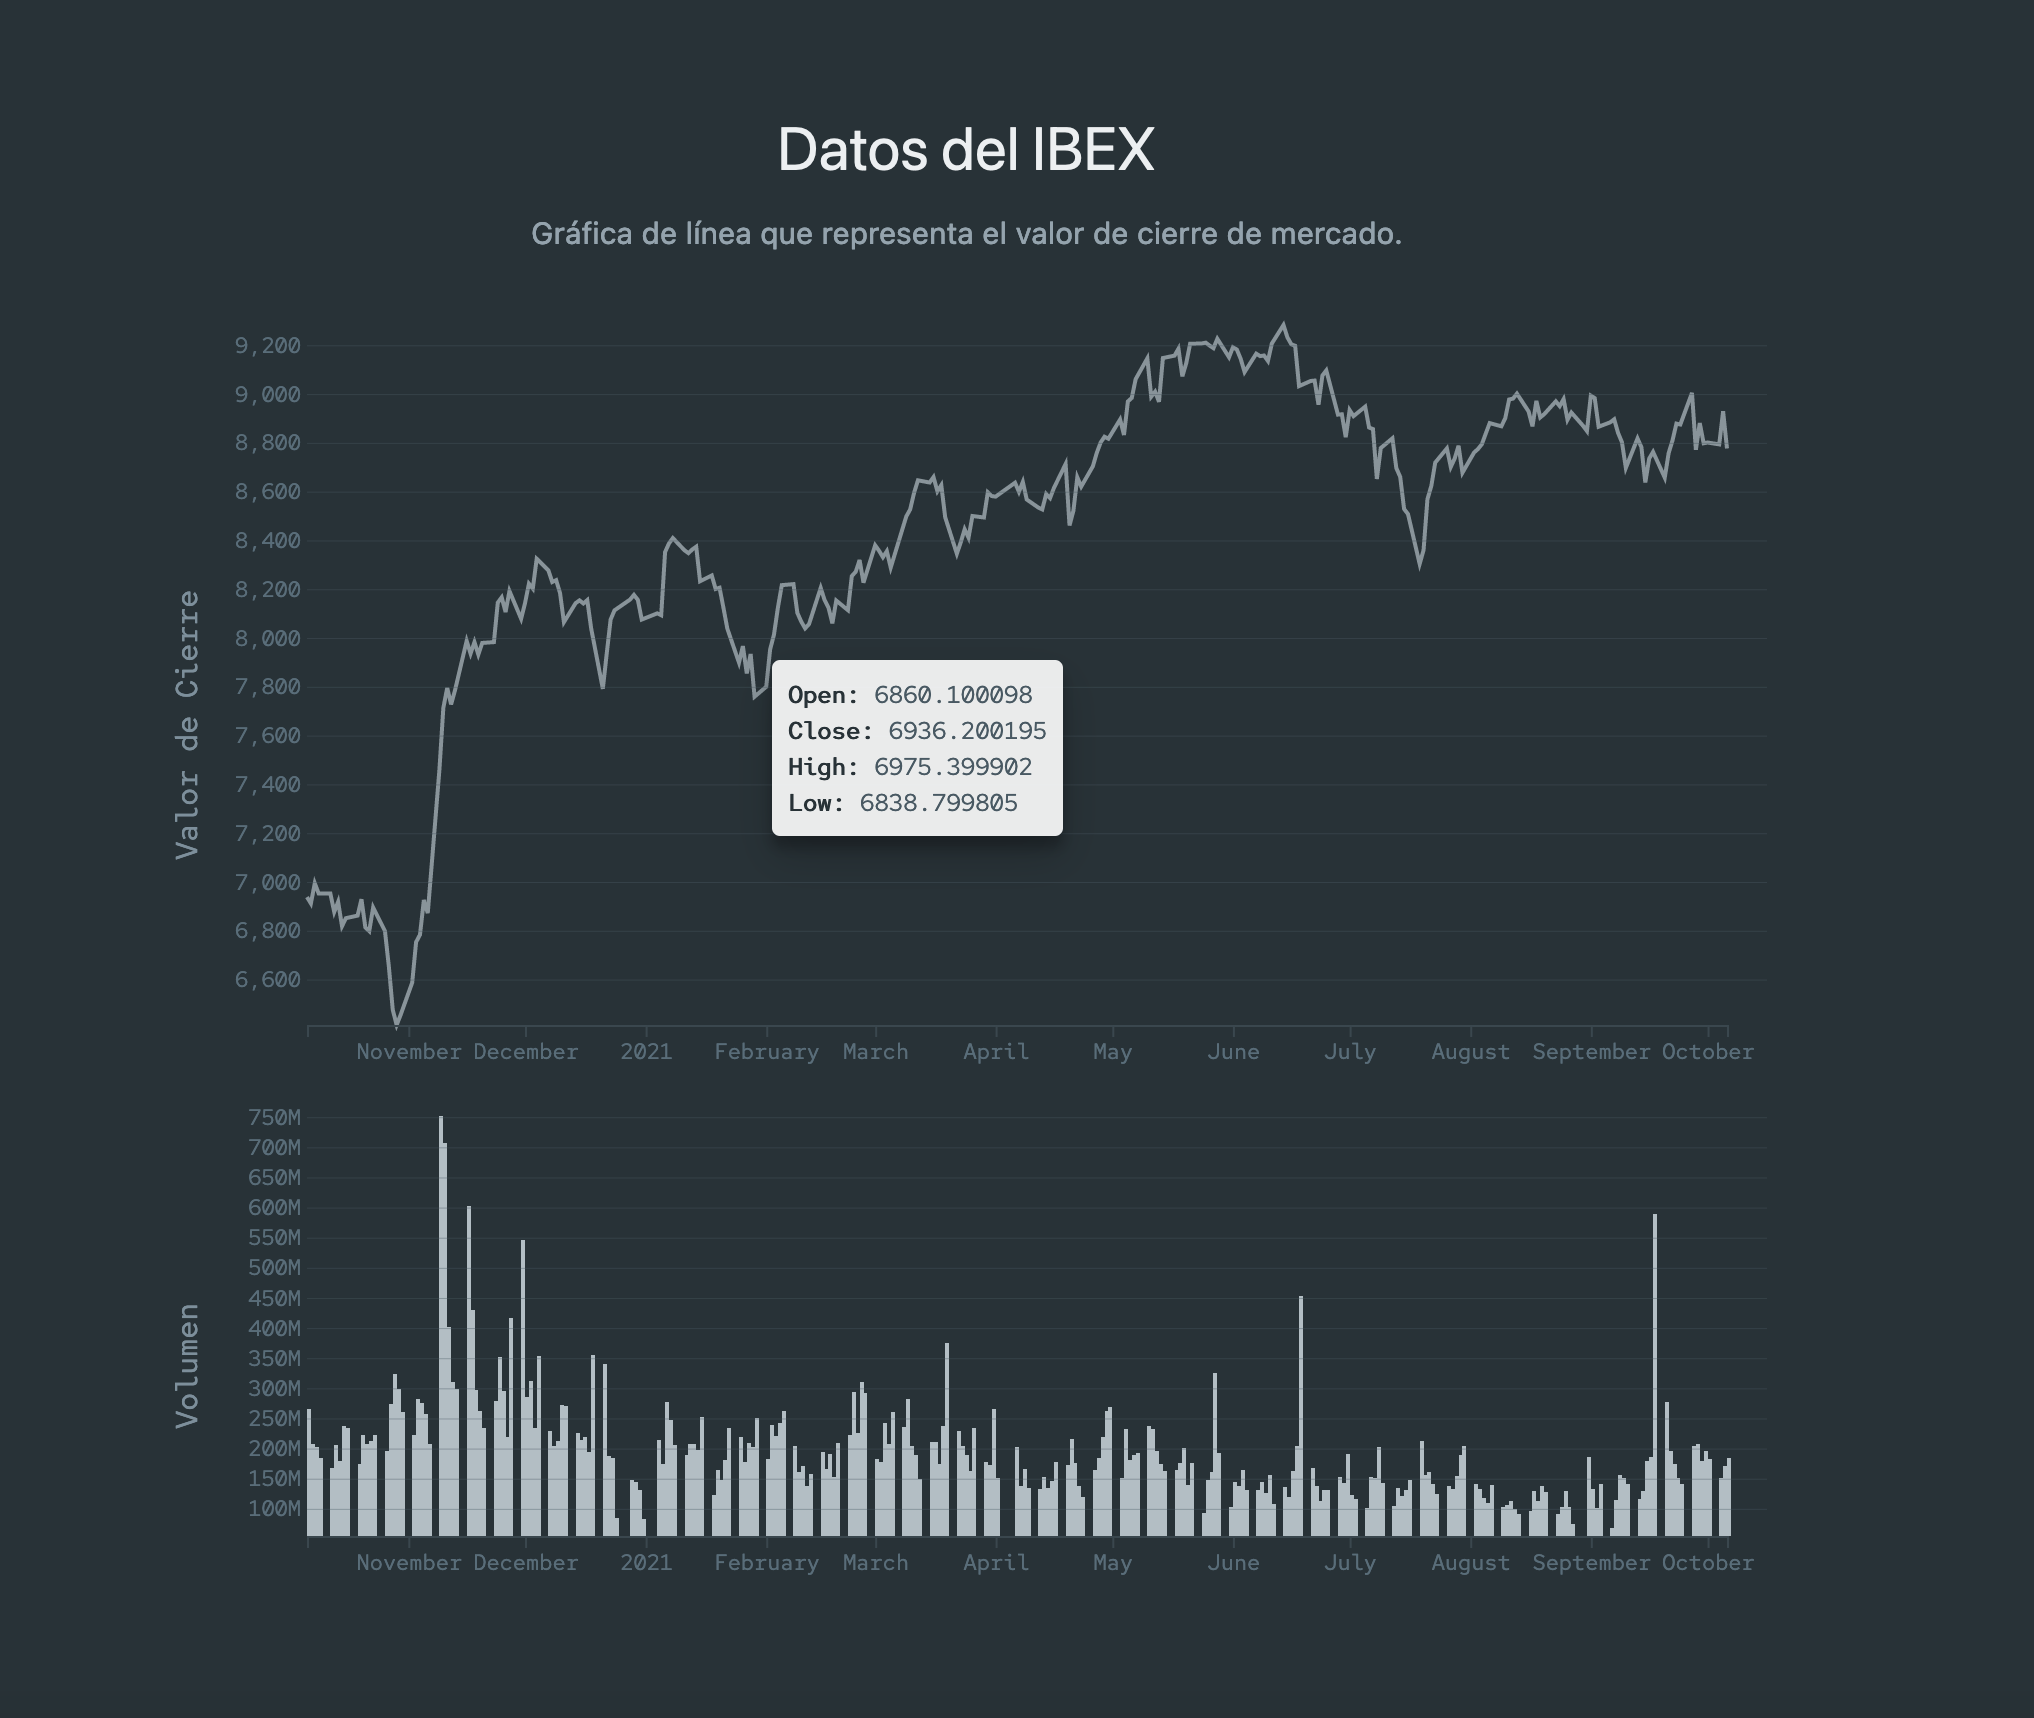 Datos del IBEX
Gráfica de línea que representa el valor de cierre de mercado.
Valor de Cierre
9,200
9,000
8,800
8,600
8,400
8,200
8,000
7,800
7,600
7,400
7,200
7,000
6,800
6,600
Open: 6860.100098
Close: 6936.200195
High: 6975.399902
Low: 6838.799805
November December 2021 February March April May June July August September October
Volumen
750M
700M
650M
600M
550M
500M
450M
400M
350M
300M
250M
200M
150M
100M
November December 2021 February March April May June July August September October